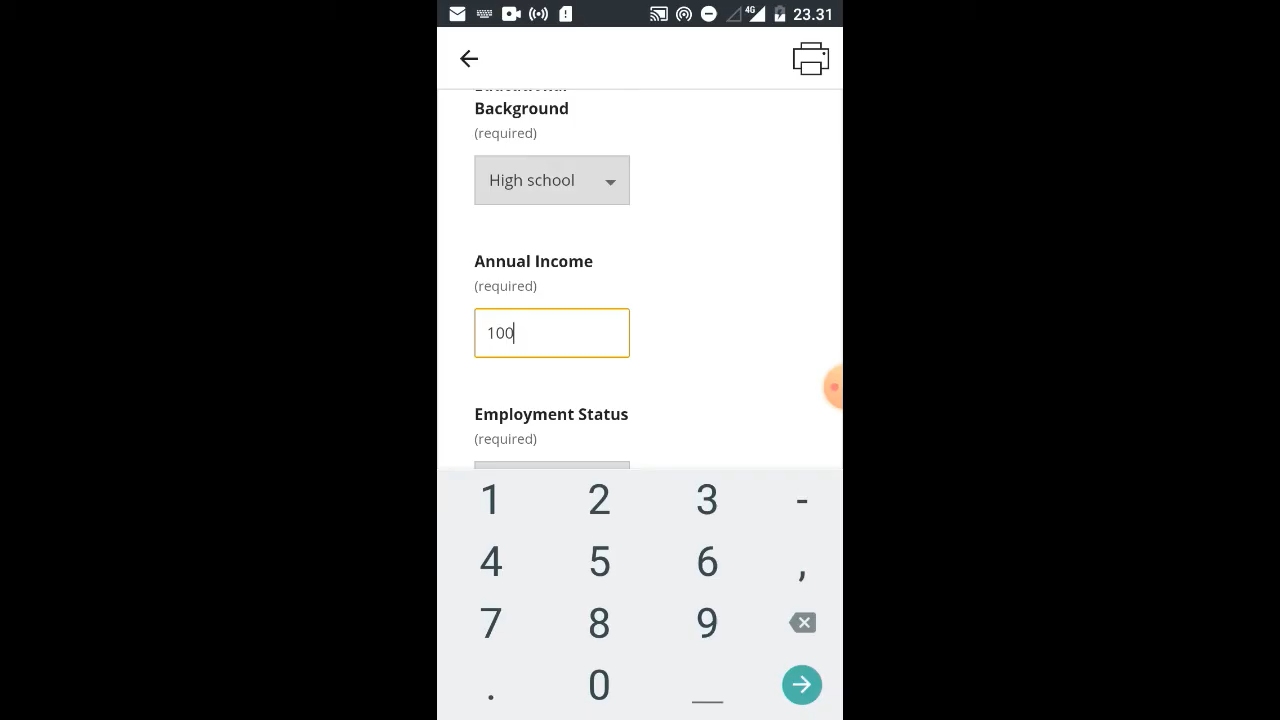 4G 23.31
Background
(required)
High school
Annual Income
(required)
100
Employment Status
(required)
1 2 3 -
4 5 6 ,
7 8 9
. 0 _